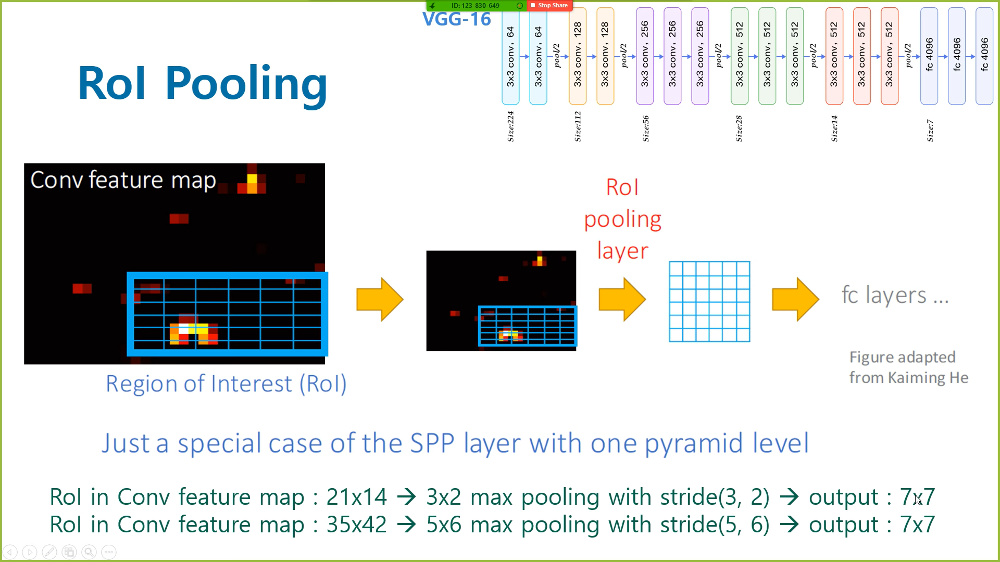 ID: 123-830-649
Stop Share
VGG-16
3x3 conv, 64
3x3 conv, 64
pool/2
3x3 conv, 128
3x3 conv, 128
pool/2
3x3 conv, 256
3x3 conv, 256
3x3 conv, 256
pool/2
3x3 conv, 512
3x3 conv, 512
3x3 conv, 512
pool/2
3x3 conv, 512
3x3 conv, 512
3x3 conv, 512
pool/2
fc 4096
fc 4096
fc 4096
Size:224
Size:112
Size:56
Size:28
Size:14
Size:7
RoI Pooling
Conv feature map
Region of Interest (RoI)
RoI
pooling
layer
fc layers ...
Figure adapted
from Kaiming He
Just a special case of the SPP layer with one pyramid level
RoI in Conv feature map : 21x14 → 3x2 max pooling with stride(3, 2) → output : 7x7
RoI in Conv feature map : 35x42 → 5x6 max pooling with stride(5, 6) → output : 7x7